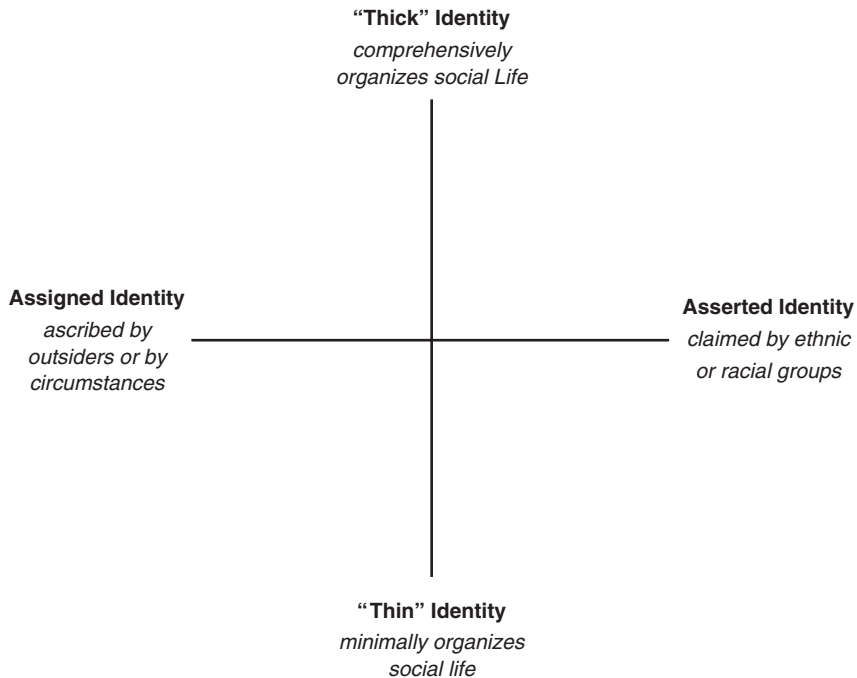 “Thick” Identity
comprehensively
organizes social Life
Assigned Identity
ascribed by
outsiders or by
circumstances
Asserted Identity
claimed by ethnic
or racial groups
“Thin” Identity
minimally organizes
social life